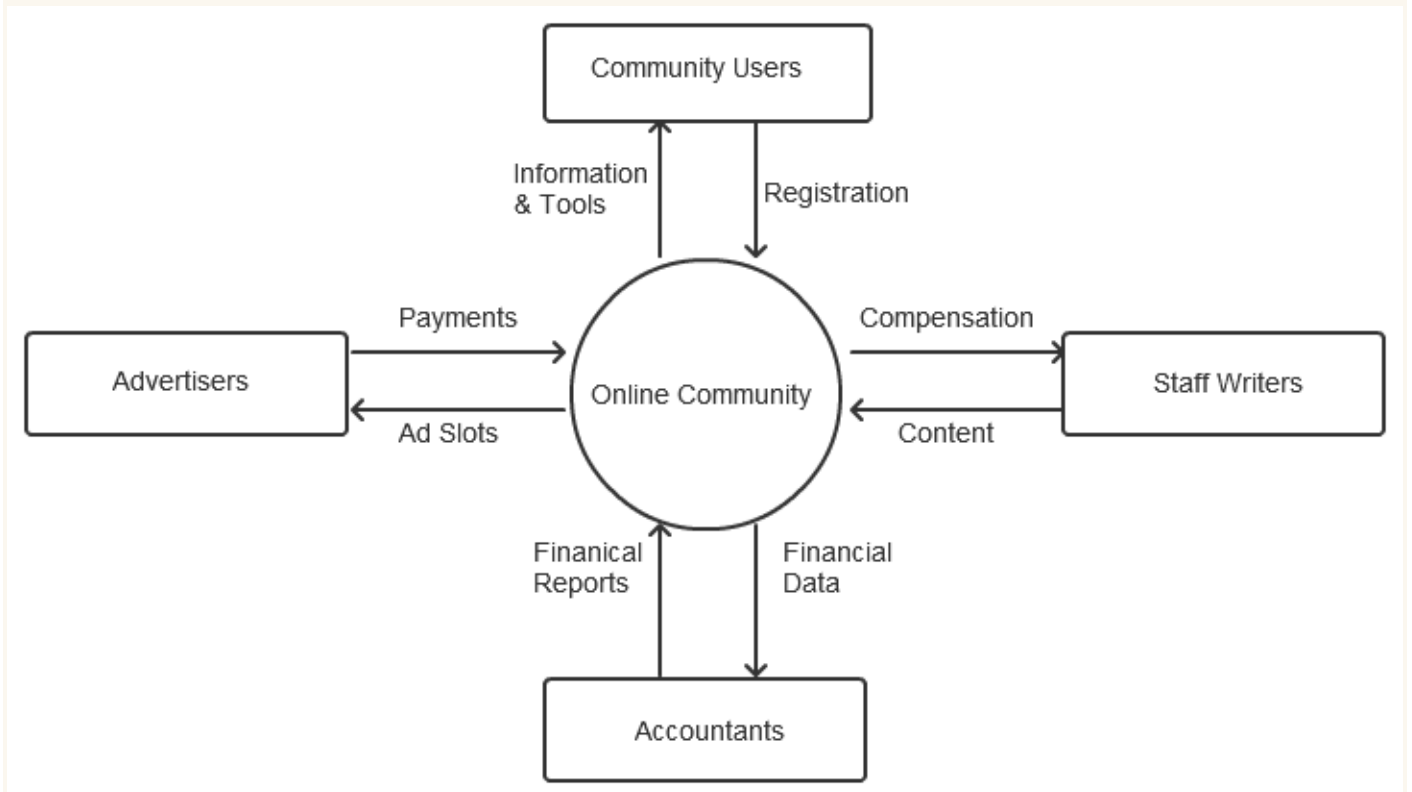 Community Users
Information
& Tools
Registration
Payments
Compensation
Advertisers
Online Community
Staff Writers
Ad Slots
Content
Finanical
Reports
Financial
Data
Accountants